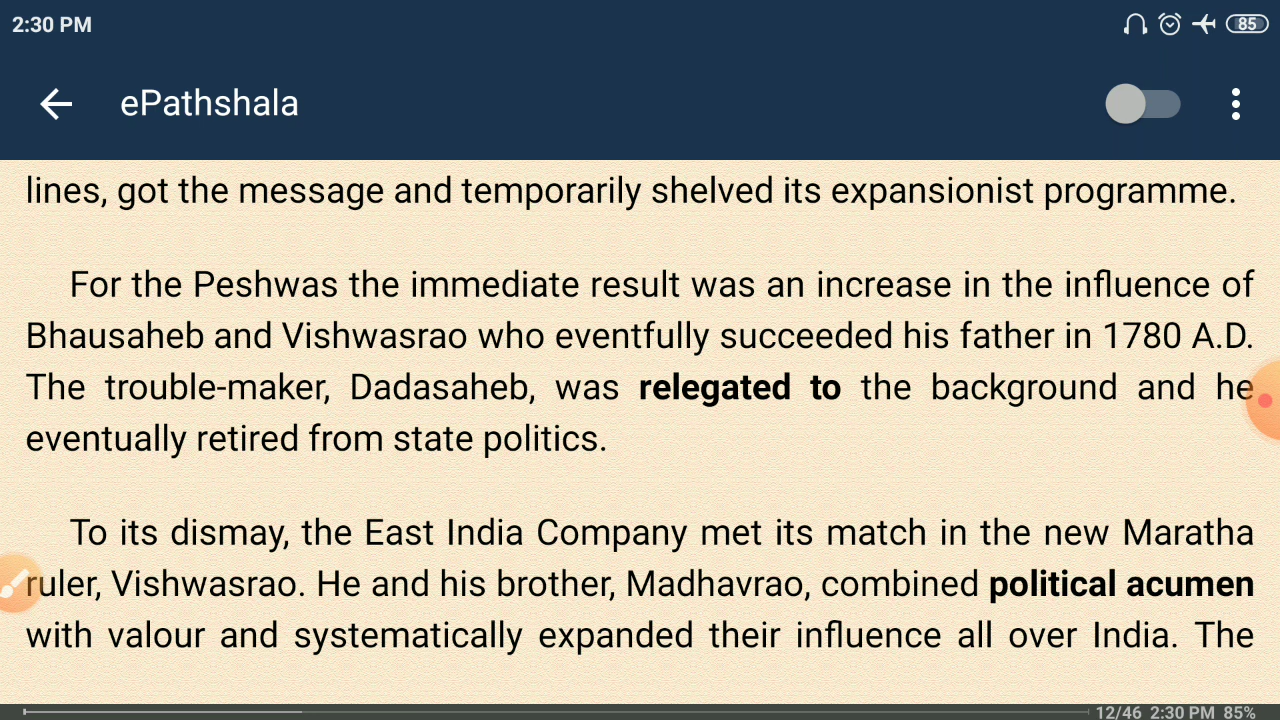 2:30 PM
85
ePathshala
lines, got the message and temporarily shelved its expansionist programme.
For the Peshwas the immediate result was an increase in the influence of
Bhausaheb and Vishwasrao who eventfully succeeded his father in 1780 A.D.
The trouble-maker, Dadasaheb, was relegated to the background and he
eventually retired from state politics.
To its dismay, the East India Company met its match in the new Maratha
ruler, Vishwasrao. He and his brother, Madhavrao, combined political acumen
with valour and systematically expanded their influence all over India. The
12/46 2:30 PM 85%